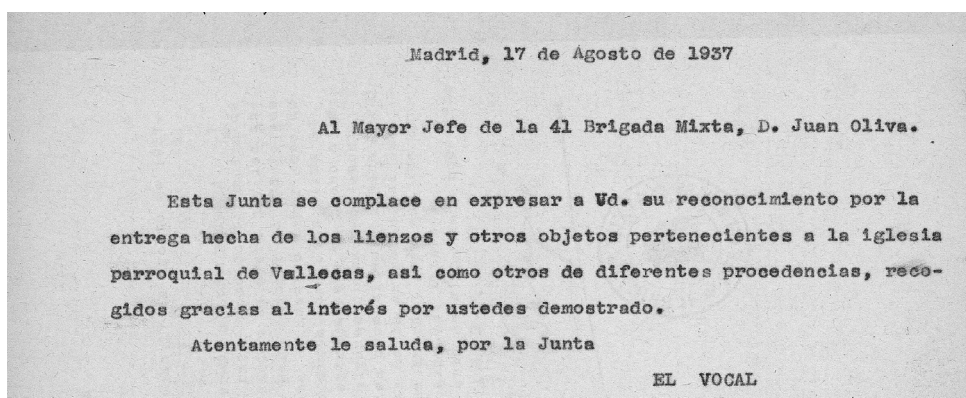 Madrid, 17 de Agosto de 1937
Al Mayor Jefe de la 41 Brigada Mixta, D. Juan Oliva.
Esta Junta se complace en expresar a Vd. su reconocimiento por la
entrega hecha de los lienzos y otros objetos pertenecientes a la iglesia
parroquial de Vallecas, asi como otros de diferentes procedencias, reco-
gidos gracias al interés por ustedes demostrado.
Atentamente le saluda, por la Junta
EL VOCAL